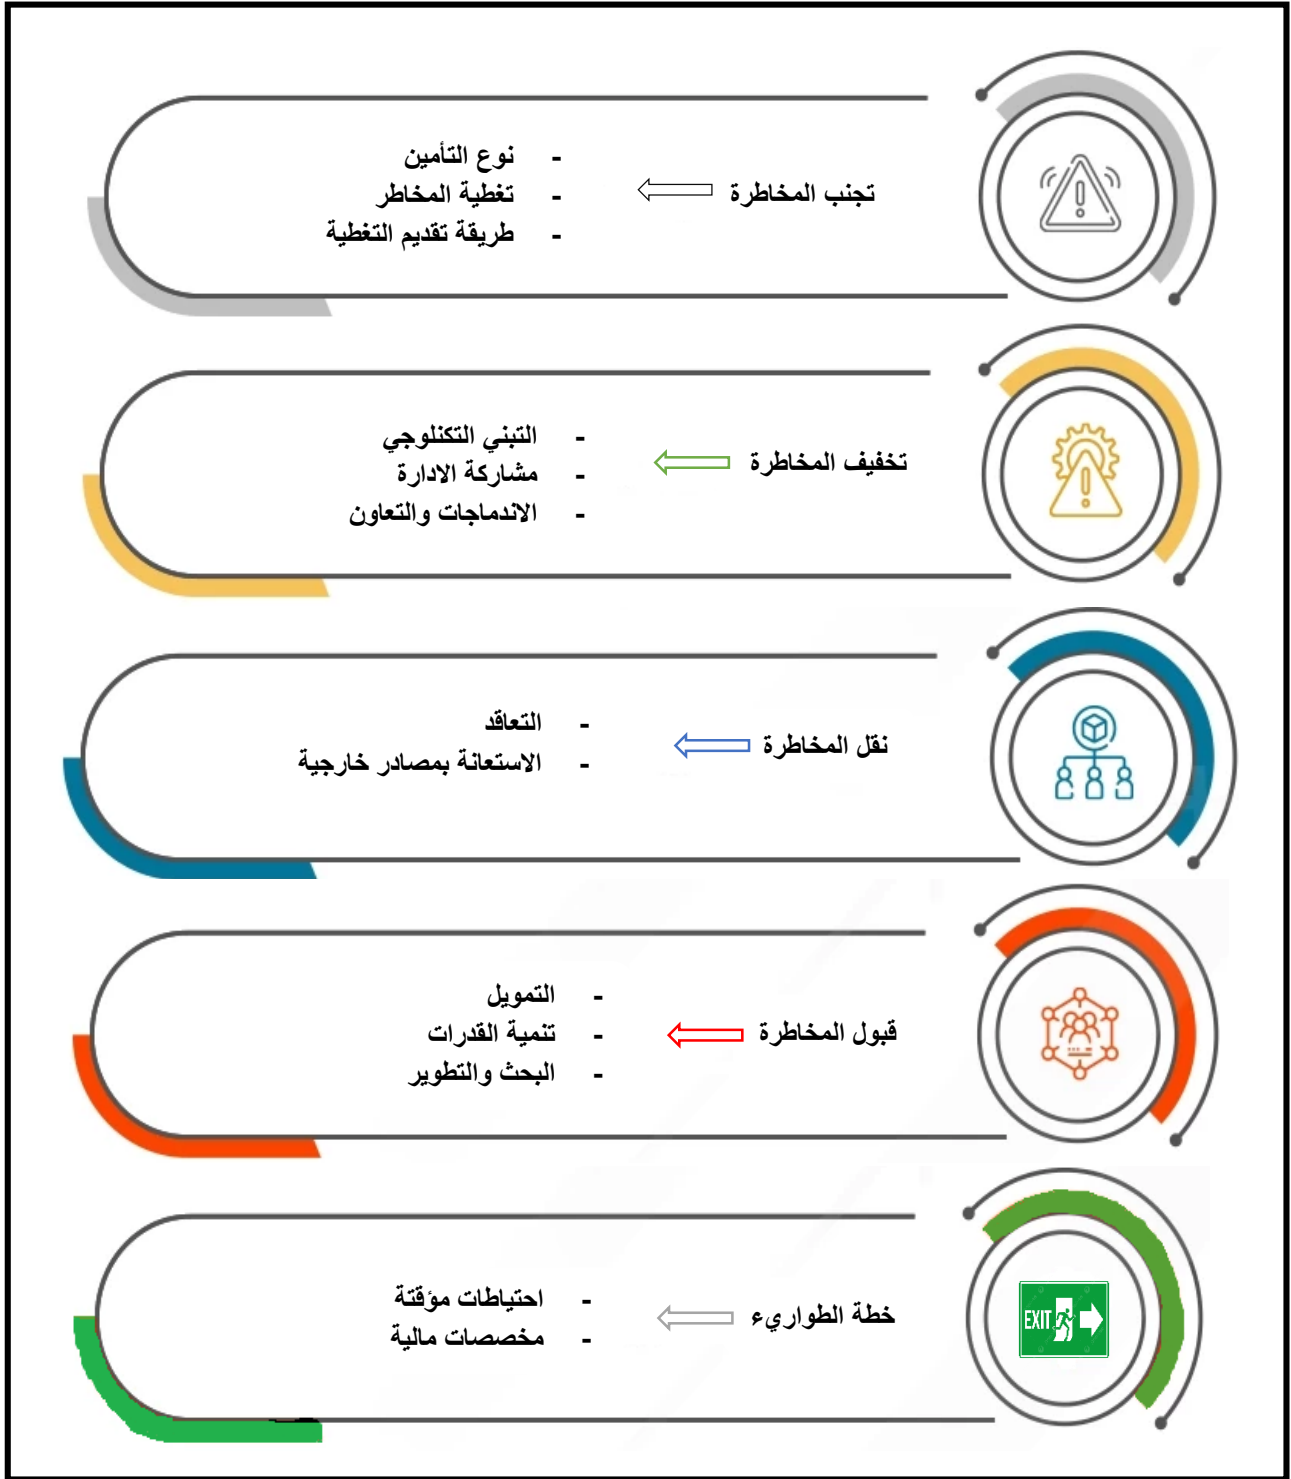 تجنب المخاطرة
- نوع التأمين
- تغطية المخاطر
- طريقة تقديم التغطية
تخفيف المخاطرة
- التبني التكنلوجي
- مشاركة الادارة
- الاندماجات والتعاون
نقل المخاطرة
- التعاقد
- الاستعانة بمصادر خارجية
قبول المخاطرة
- التمويل
- تنمية القدرات
- البحث والتطوير
خطة الطواريء
- احتياطات مؤقتة
- مخصصات مالية
EXIT